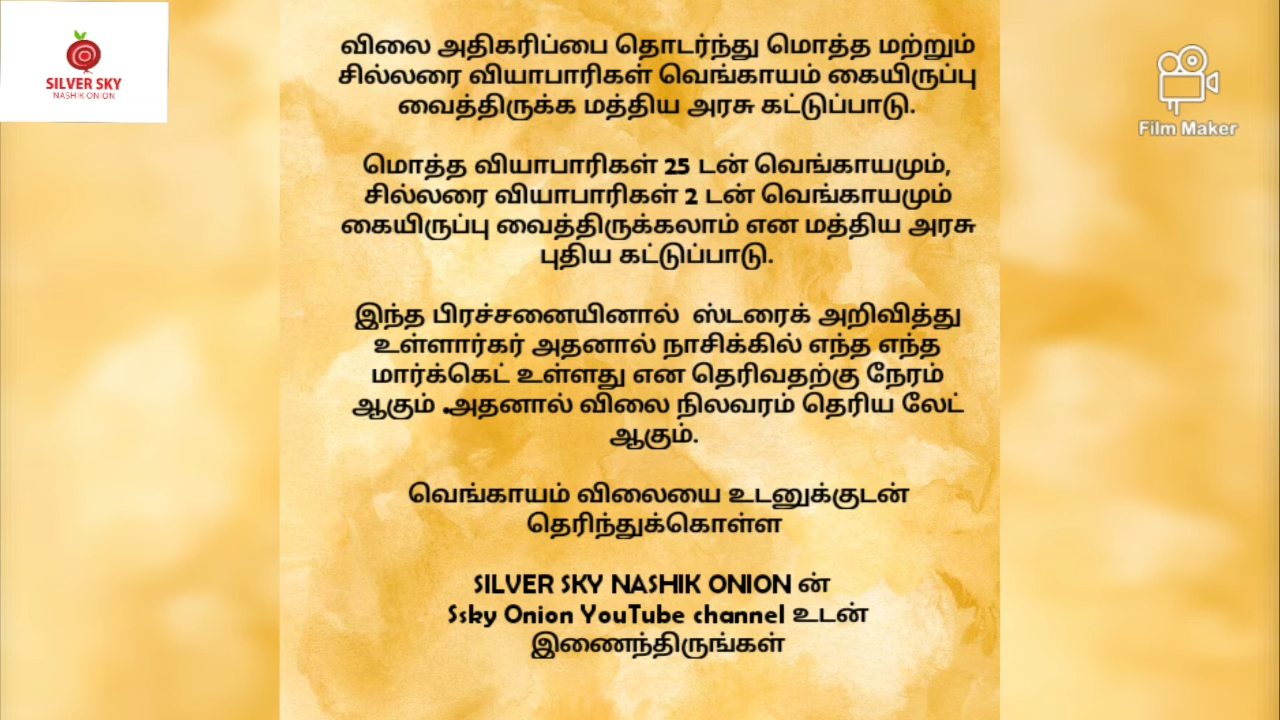 SILVER SKY
NASHIK ONION
Film Maker
விலை அதிகரிப்பை தொடர்ந்து மொத்த மற்றும்
சில்லரை வியாபாரிகள் வெங்காயம் கையிருப்பு
வைத்திருக்க மத்திய அரசு கட்டுப்பாடு.
மொத்த வியாபாரிகள் 25 டன் வெங்காயமும்,
சில்லரை வியாபாரிகள் 2 டன் வெங்காயமும்
கையிருப்பு வைத்திருக்கலாம் என மத்திய அரசு
புதிய கட்டுப்பாடு.
இந்த பிரச்சனையினால் ஸ்டரைக் அறிவித்து
உள்ளார்கர் அதனால் நாசிக்கில் எந்த எந்த
மார்க்கெட் உள்ளது என தெரிவதற்கு நேரம்
ஆகும் .அதனால் விலை நிலவரம் தெரிய லேட்
ஆகும்.
வெங்காயம் விலையை உடனுக்குடன்
தெரிந்துக்கொள்ள
SILVER SKY NASHIK ONION ன்
Ssky Onion YouTube channel உடன்
இணைந்திருங்கள்